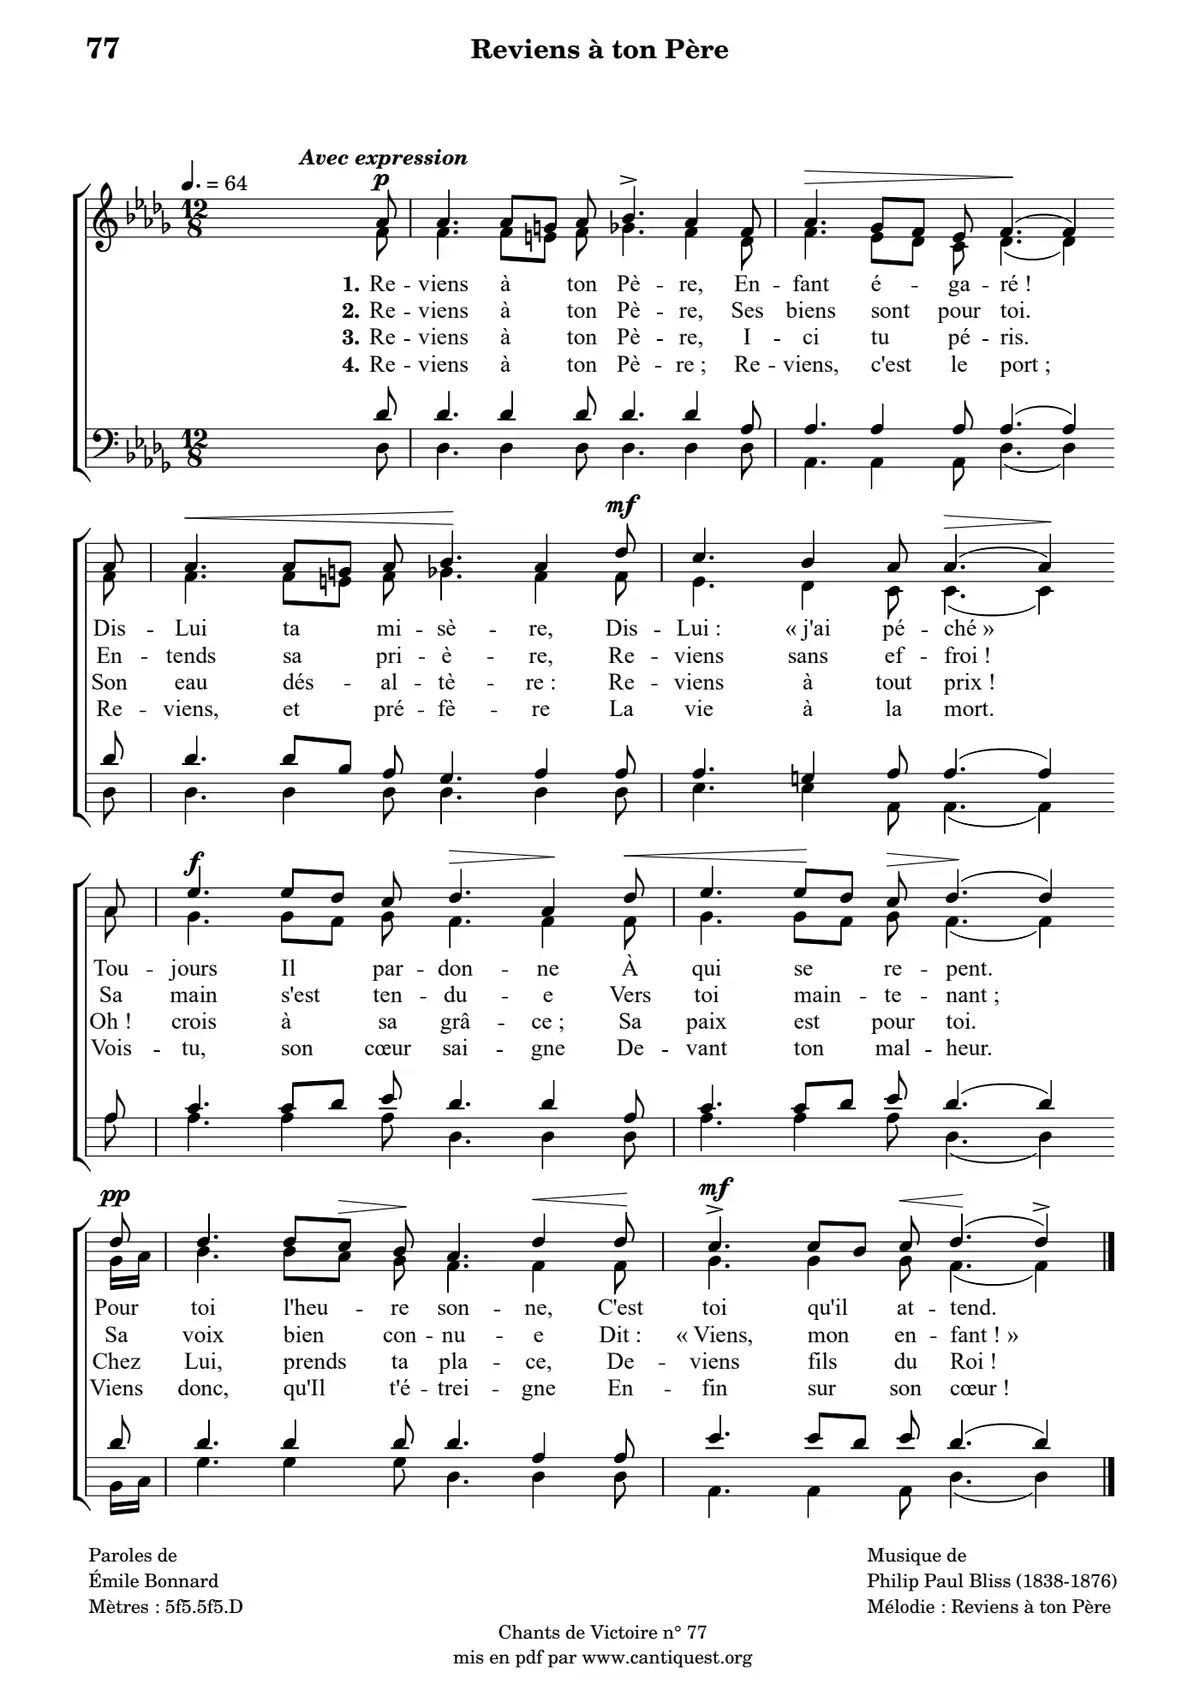 77
Reviens à ton Père
Avec expression
p
= 64
12
8
1. Re - viens à ton Pè - re, En - fant é - ga - ré !
2. Re - viens à ton Pè - re, Ses biens sont pour toi.
3. Re - viens à ton Pè - re, I - ci tu pé - ris.
4. Re - viens à ton Pè - re ; Re - viens, c'est le port ;
12
8
mf
Dis - Lui ta mi - sè - re, Dis - Lui : « j'ai pé - ché »
En - tends sa pri - è - re, Re - viens sans ef - froi !
Son eau dés - al - tè - re : Re - viens à tout prix !
Re - viens, et pré - fè - re La vie à la mort.
f
Tou - jours Il par - don - ne À qui se re - pent.
Sa main s'est ten - du - e Vers toi main - te - nant ;
Oh ! crois à sa grâ - ce ; Sa paix est pour toi.
Vois - tu, son cœur sai - gne De - vant ton mal - heur.
pp mf
Pour toi l'heu - re son - ne, C'est toi qu'il at - tend.
Sa voix bien con - nu - e Dit : « Viens, mon en - fant ! »
Chez Lui, prends ta pla - ce, De - viens fils du Roi !
Viens donc, qu'Il t'é - trei - gne En - fin sur son cœur !
Paroles de
Émile Bonnard
Mètres : 5f5.5f5.D
Musique de
Philip Paul Bliss (1838-1876)
Mélodie : Reviens à ton Père
Chants de Victoire n° 77
mis en pdf par www.cantiquest.org